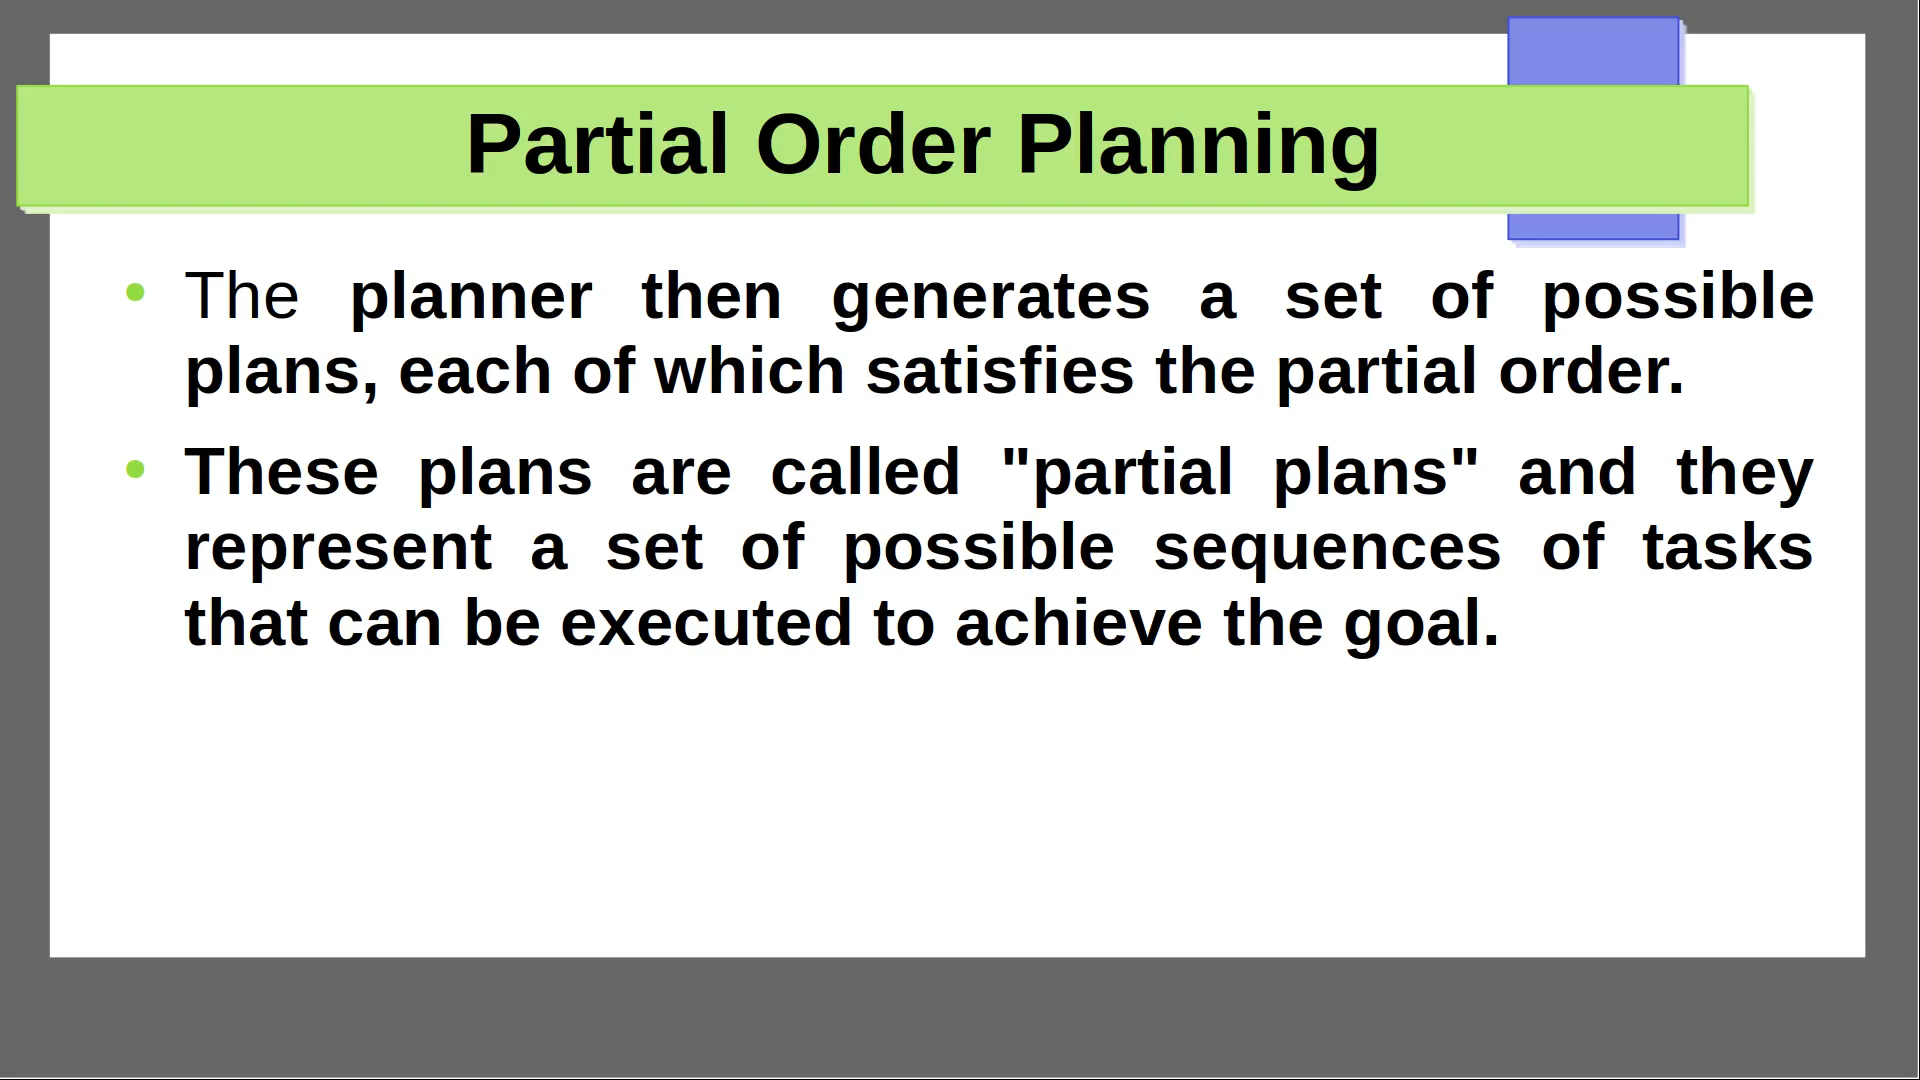 Partial Order Planning
• The planner then generates a set of possible
plans, each of which satisfies the partial order.
• These plans are called "partial plans" and they
represent a set of possible sequences of tasks
that can be executed to achieve the goal.